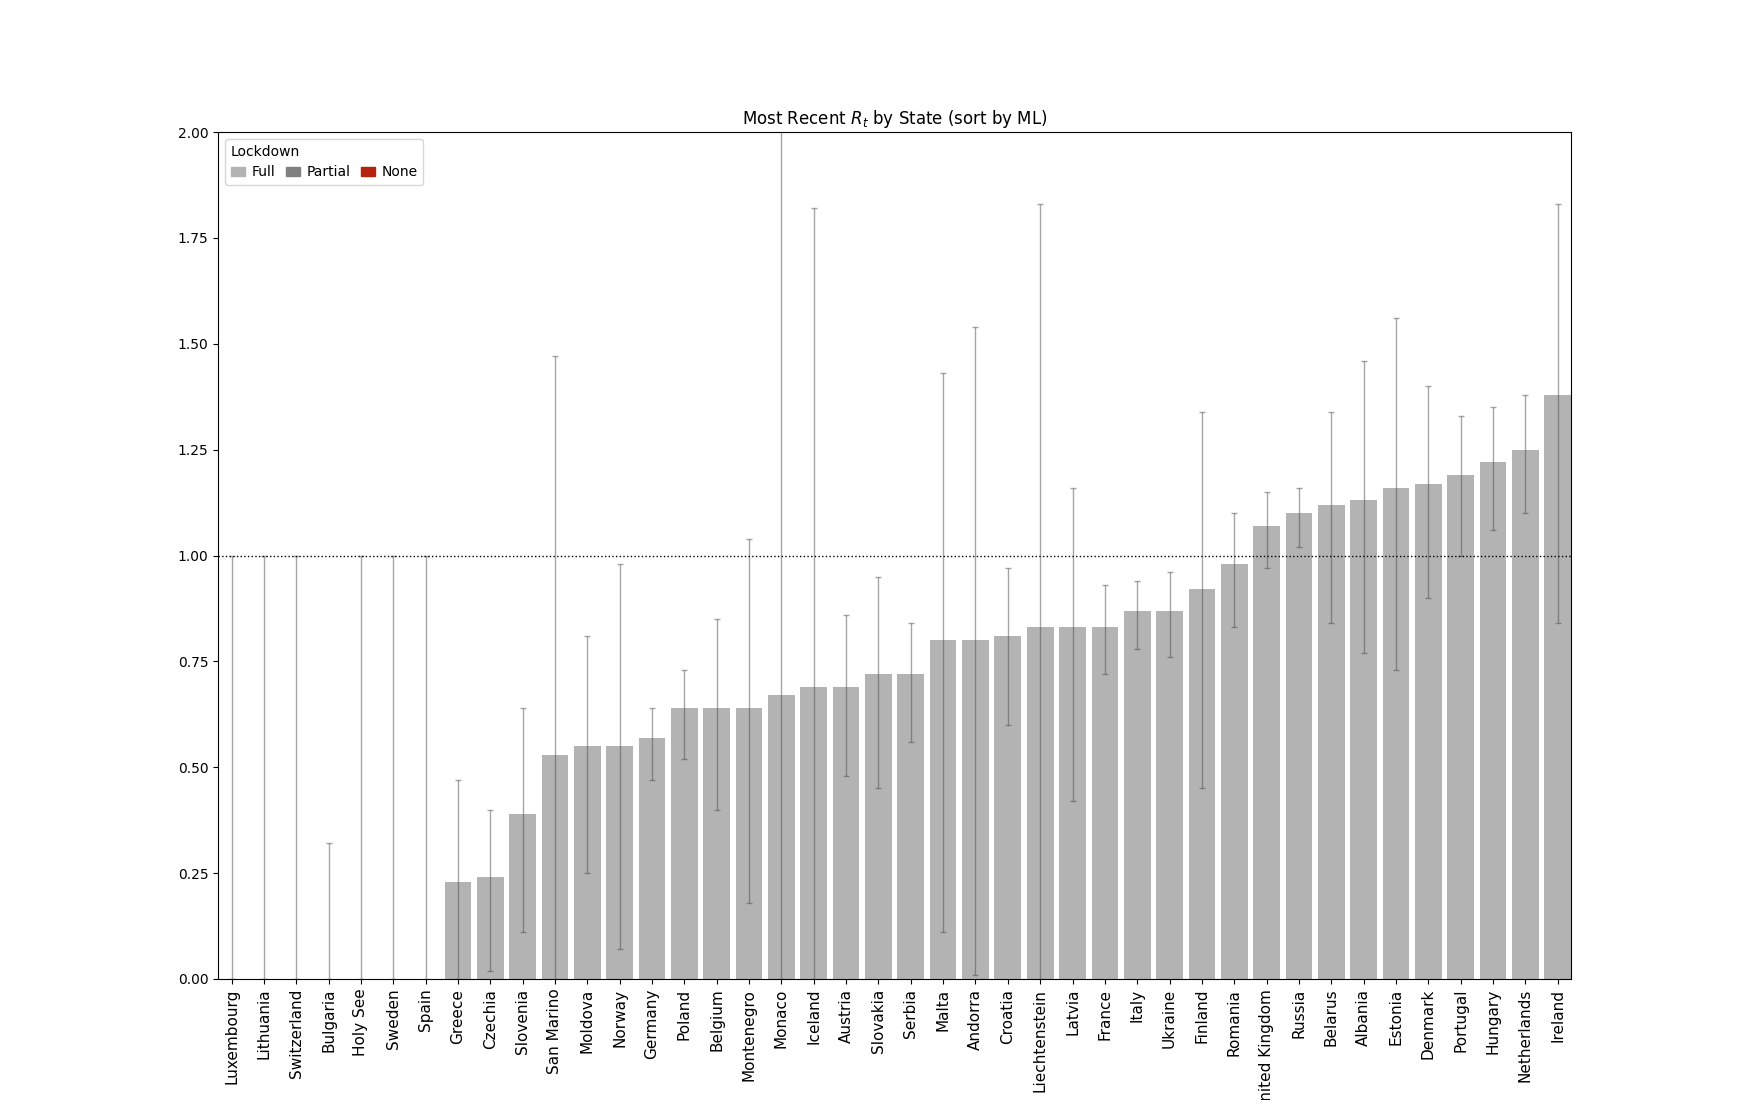 Most Recent Rt by State (sort by ML)
2.00
Lockdown
Full Partial None
1.75
1.50
1.25
1.00
0.75
0.50
0.25
0.00
Luxembourg
Lithuania
Switzerland
Bulgaria
Holy See
Sweden
Spain
Greece
Czechia
Slovenia
San Marino
Moldova
Norway
Germany
Poland
Belgium
Montenegro
Monaco
Iceland
Austria
Slovakia
Serbia
Malta
Andorra
Croatia
Liechtenstein
Latvia
France
Italy
Ukraine
Finland
Romania
nited Kingdom
Russia
Belarus
Albania
Estonia
Denmark
Portugal
Hungary
Netherlands
Ireland